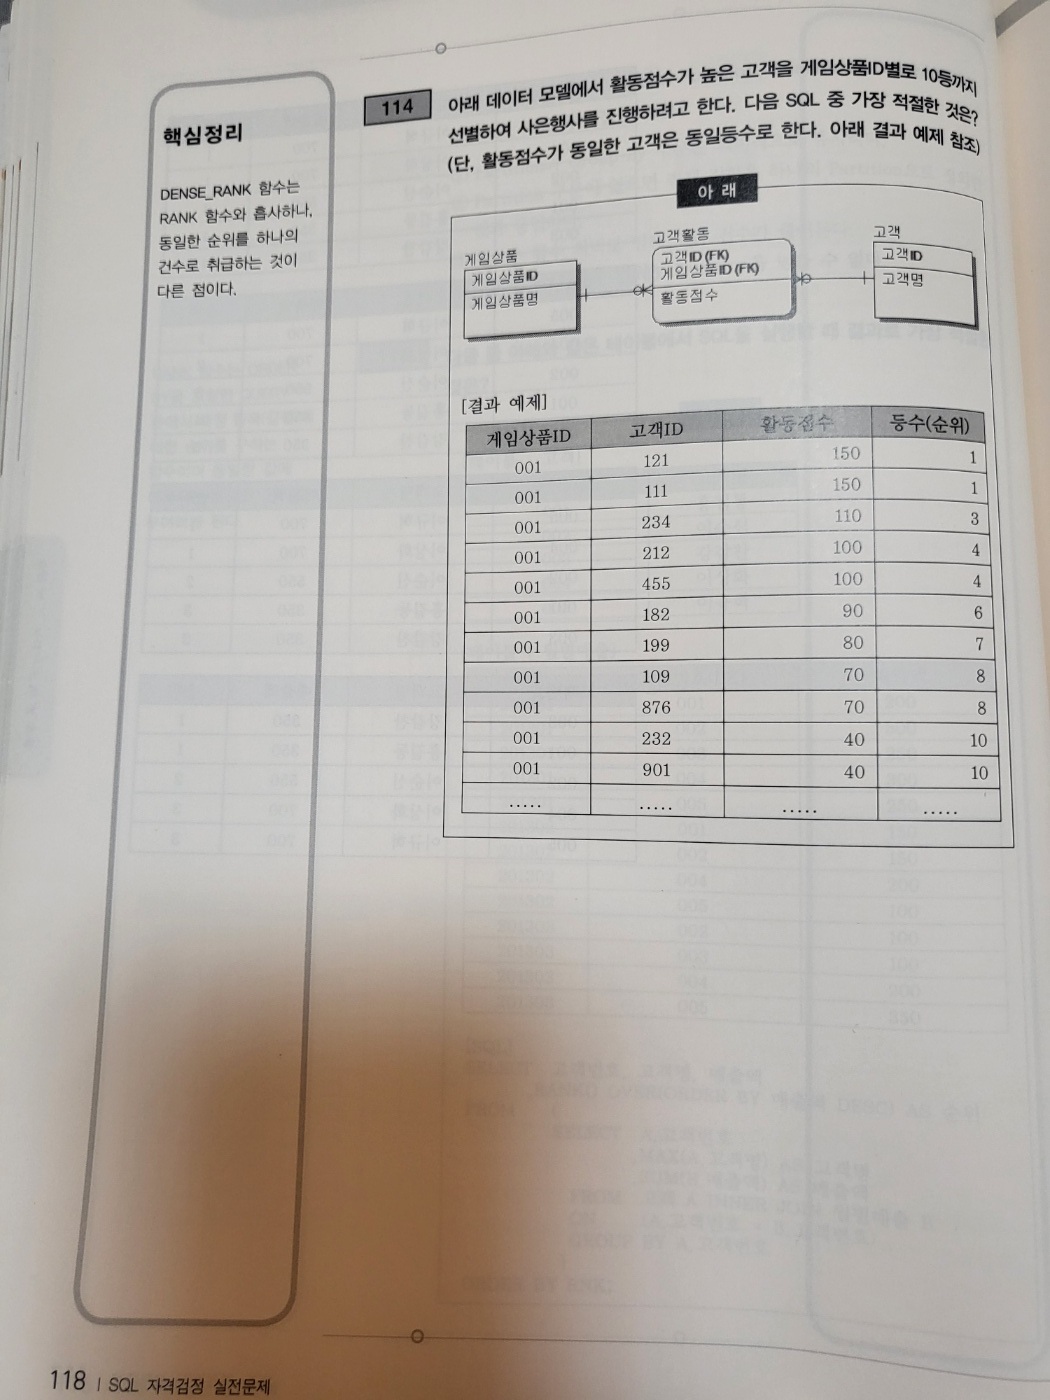 핵심정리
DENSE_RANK 함수는
RANK 함수와 흡사하나,
동일한 순위를 하나의
건수로 취급하는 것이
다른 점이다.
114
아래 데이터 모델에서 활동점수가 높은 고객을 게임상품ID별로 10등까지
선별하여 사은행사를 진행하려고 한다. 다음 SQL 중 가장 적절한 것은?
(단, 활동점수가 동일한 고객은 동일등수로 한다. 아래 결과 예제 참조)
아 래
게임상품
게임상품ID
게임상품명
고객활동
고객ID (FK)
게임상품ID (FK)
활동점수
고객
고객ID
고객명
[결과 예제]
게임상품ID 고객ID 활동점수 등수(순위)
001 121 150 1
001 111 150 1
001 234 110 3
001 212 100 4
001 455 100 4
001 182 90 6
001 199 80 7
001 109 70 8
001 876 70 8
001 232 40 10
001 901 40 10
..... ..... ..... .....
118 | SQL 자격검정 실전문제